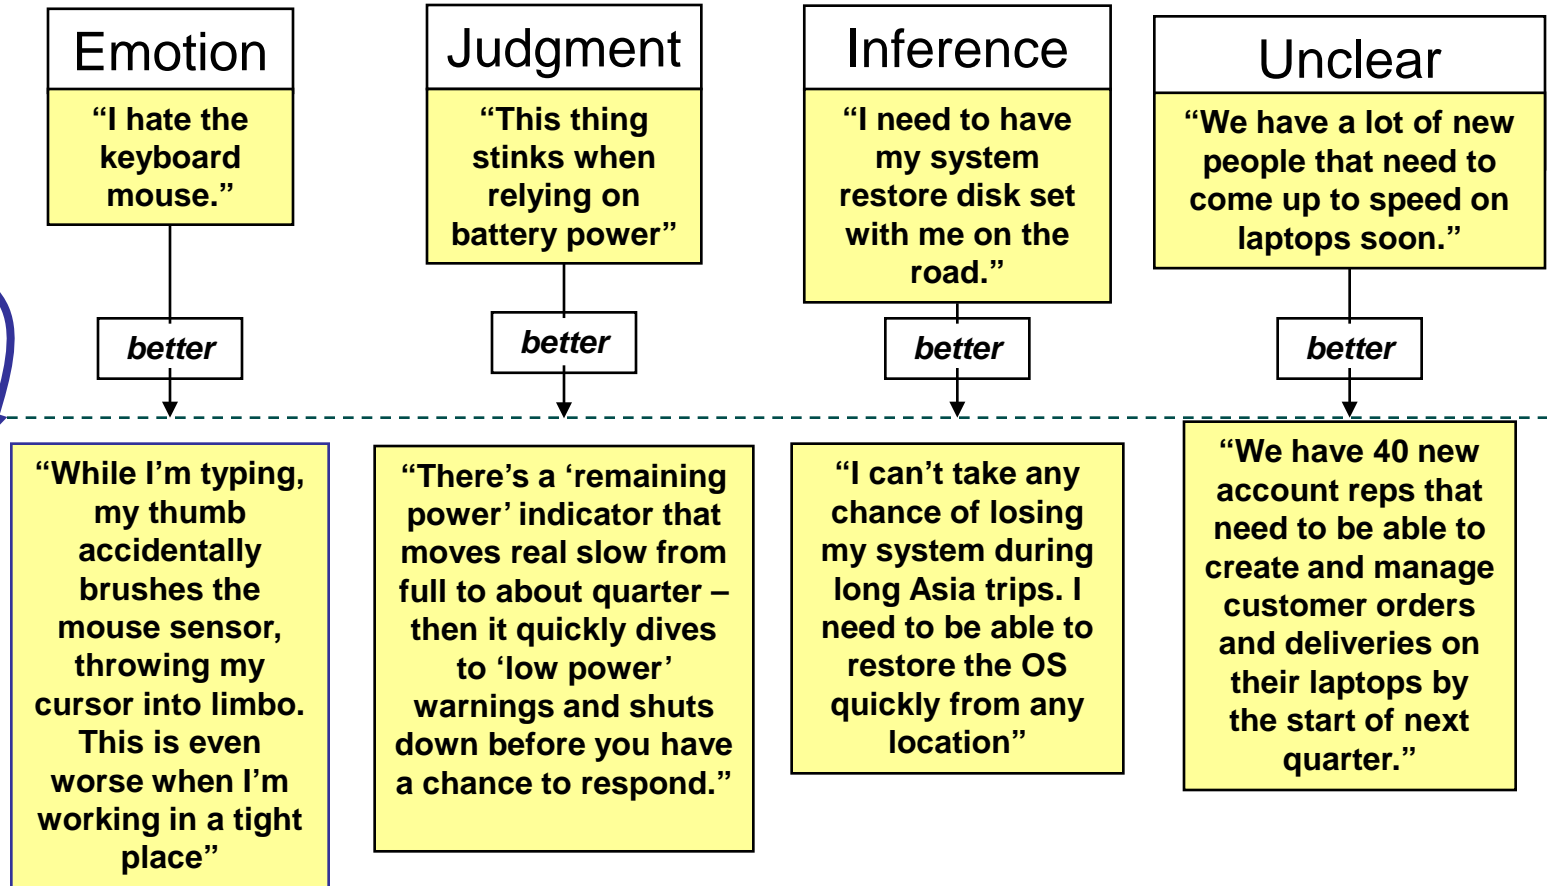 Emotion
“I hate the
keyboard
mouse.”
better
“While I’m typing,
my thumb
accidentally
brushes the
mouse sensor,
throwing my
cursor into limbo.
This is even
worse when I’m
working in a tight
place”
Judgment
“This thing
stinks when
relying on
battery power”
better
“There’s a ‘remaining
power’ indicator that
moves real slow from
full to about quarter –
then it quickly dives
to ‘low power’
warnings and shuts
down before you have
a chance to respond.”
Inference
“I need to have
my system
restore disk set
with me on the
road.”
better
“I can’t take any
chance of losing
my system during
long Asia trips. I
need to be able to
restore the OS
quickly from any
location”
Unclear
“We have a lot of new
people that need to
come up to speed on
laptops soon.”
better
“We have 40 new
account reps that
need to be able to
create and manage
customer orders
and deliveries on
their laptops by
the start of next
quarter.”